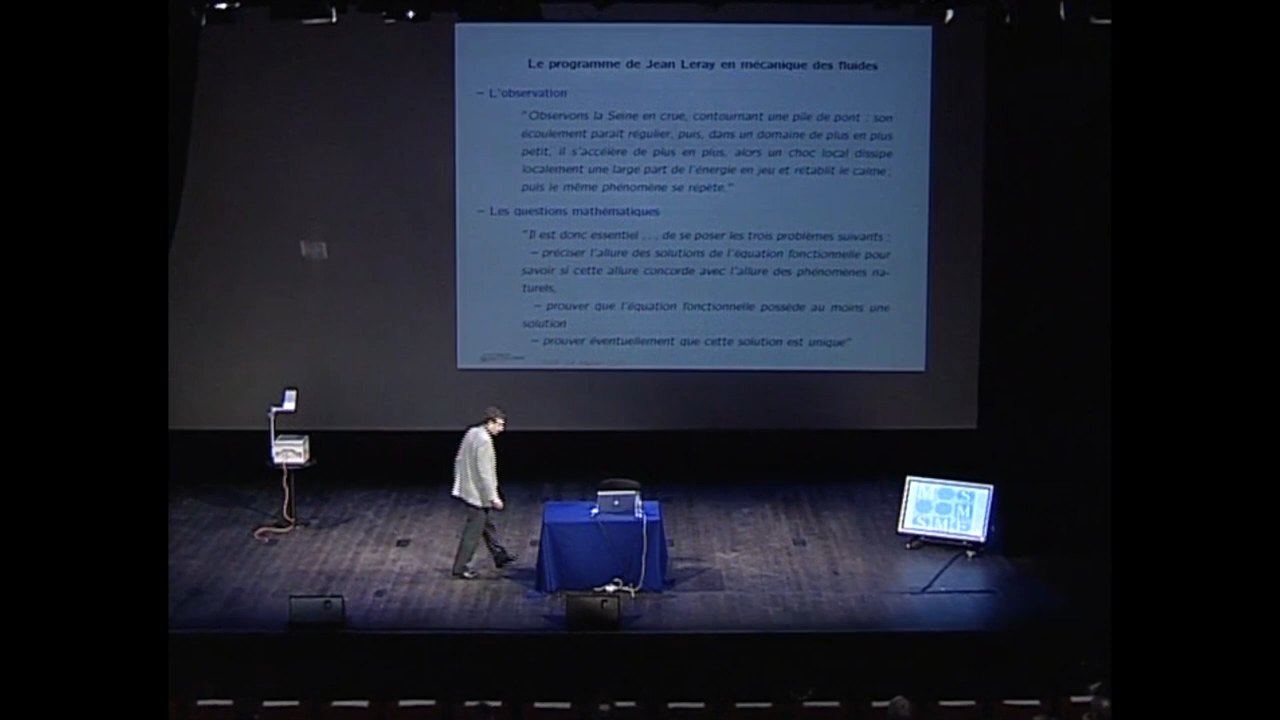 Le programme de Jean Leray en mécanique des fluides
– L'observation
"Observons la Seine en crue, contournant une pile de pont : son
écoulement paraît régulier, puis, dans un domaine de plus en plus
petit, il s'accélère de plus en plus, alors un choc local dissipe
localement une large part de l'énergie en jeu et rétablit le calme;
puis le même phénomène se répète."
– Les questions mathématiques
"Il est donc essentiel ... de se poser les trois problèmes suivants :
– préciser l'allure des solutions de l'équation fonctionnelle pour
savoir si cette allure concorde avec l'allure des phénomènes na-
turels,
– prouver que l'équation fonctionnelle possède au moins une
solution
– prouver éventuellement que cette solution est unique"